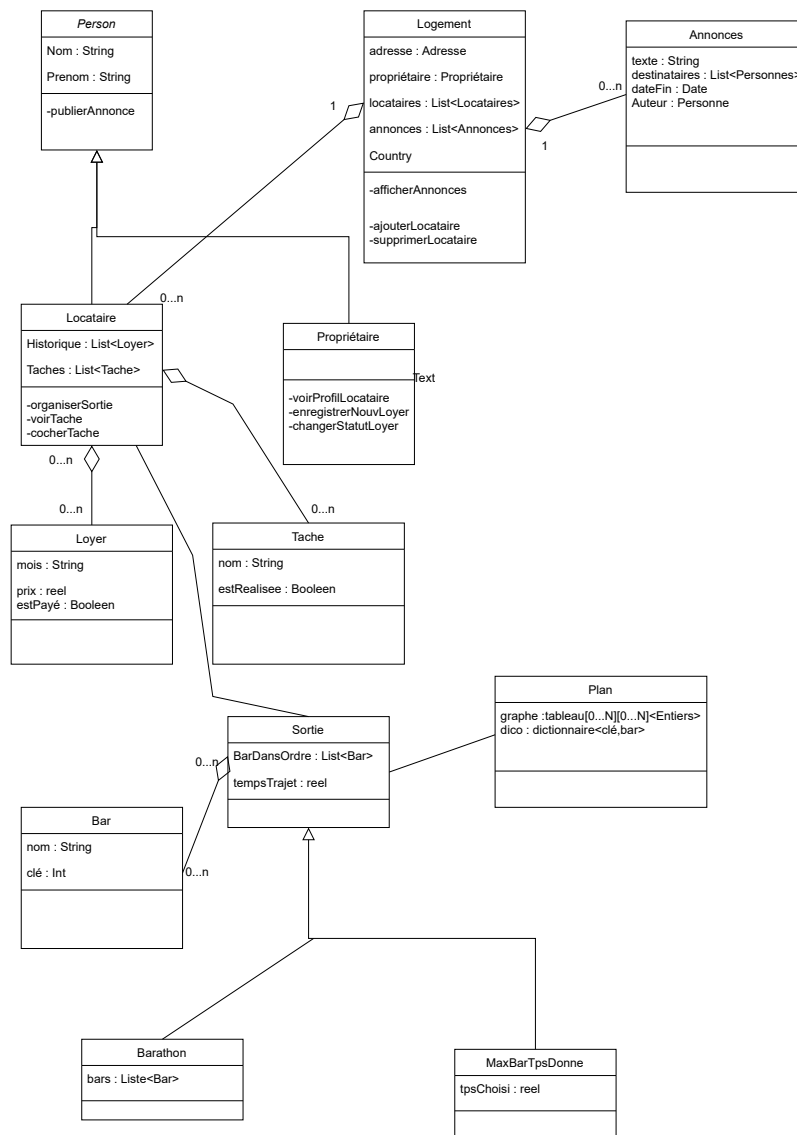 Person
Nom : String
Prenom : String
-publierAnnonce
Logement
adresse : Adresse
propriétaire : Propriétaire
locataires : List<Locataires>
annonces : List<Annonces>
Country
-afficherAnnonces
-ajouterLocataire
-supprimerLocataire
1
0...n
1
Annonces
texte : String
destinataires : List<Personnes>
dateFin : Date
Auteur : Personne
0...n
Locataire
Historique : List<Loyer>
Taches : List<Tache>
-organiserSortie
-voirTache
-cocherTache
Propriétaire
Text
-voirProfilLocataire
-enregistrerNouvLoyer
-changerStatutLoyer
0...n
0...n
0...n
Loyer
mois : String
prix : reel
estPayé : Booleen
Tache
nom : String
estRealisee : Booleen
Plan
graphe :tableau[0...N][0...N]<Entiers>
dico : dictionnaire<clé,bar>
Sortie
BarDansOrdre : List<Bar>
tempsTrajet : reel
0...n
Bar
nom : String
clé : Int
0...n
Barathon
bars : Liste<Bar>
MaxBarTpsDonne
tpsChoisi : reel